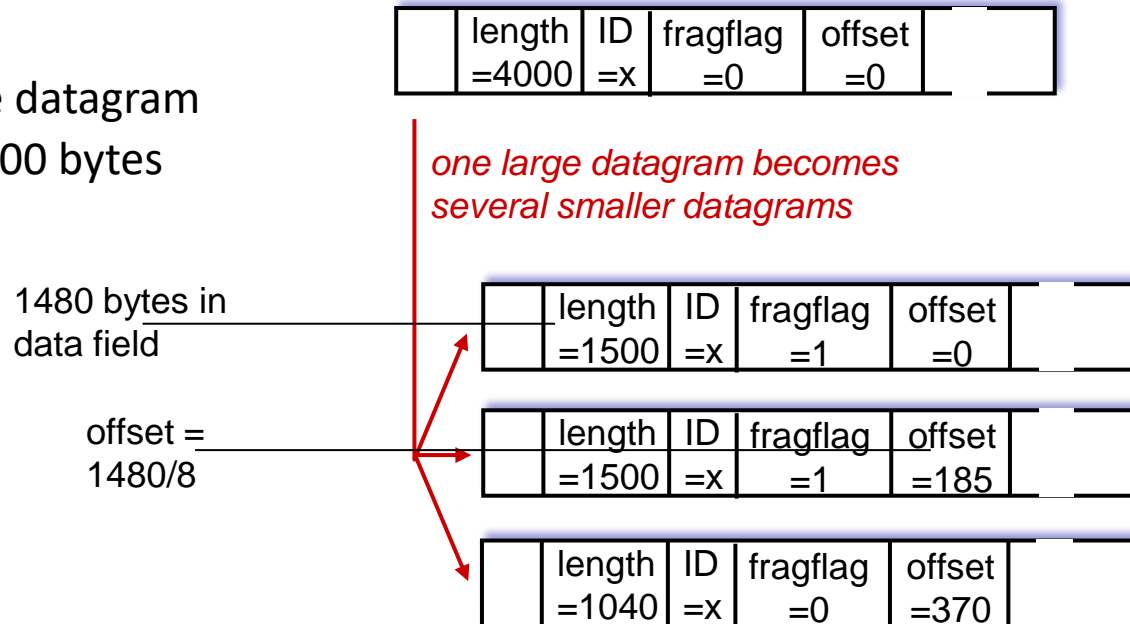 length ID fragflag offset
=4000 =x =0 =0
datagram
00 bytes
one large datagram becomes
several smaller datagrams
1480 bytes in
data field
length ID fragflag offset
=1500 =x =1 =0
offset =
1480/8
length ID fragflag offset
=1500 =x =1 =185
length ID fragflag offset
=1040 =x =0 =370